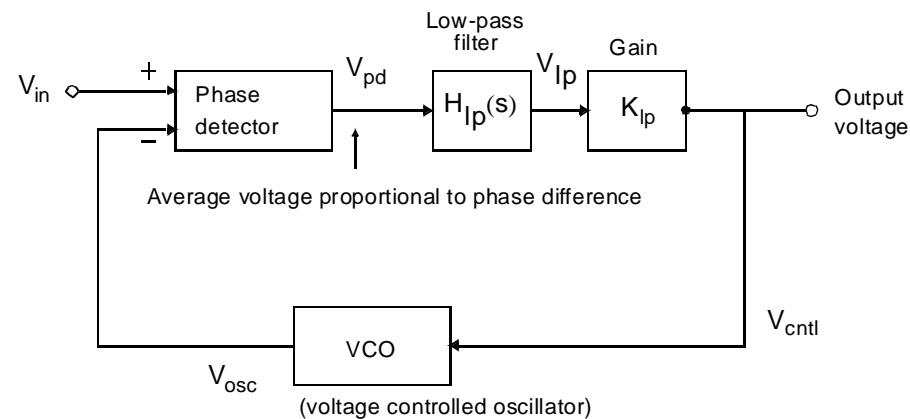 Low-pass
filter
Gain
V_in
+
−
Phase
detector
V_pd
H_lp(s)
V_lp
K_lp
Output
voltage
Average voltage proportional to phase difference
VCO
V_cntl
V_osc
(voltage controlled oscillator)